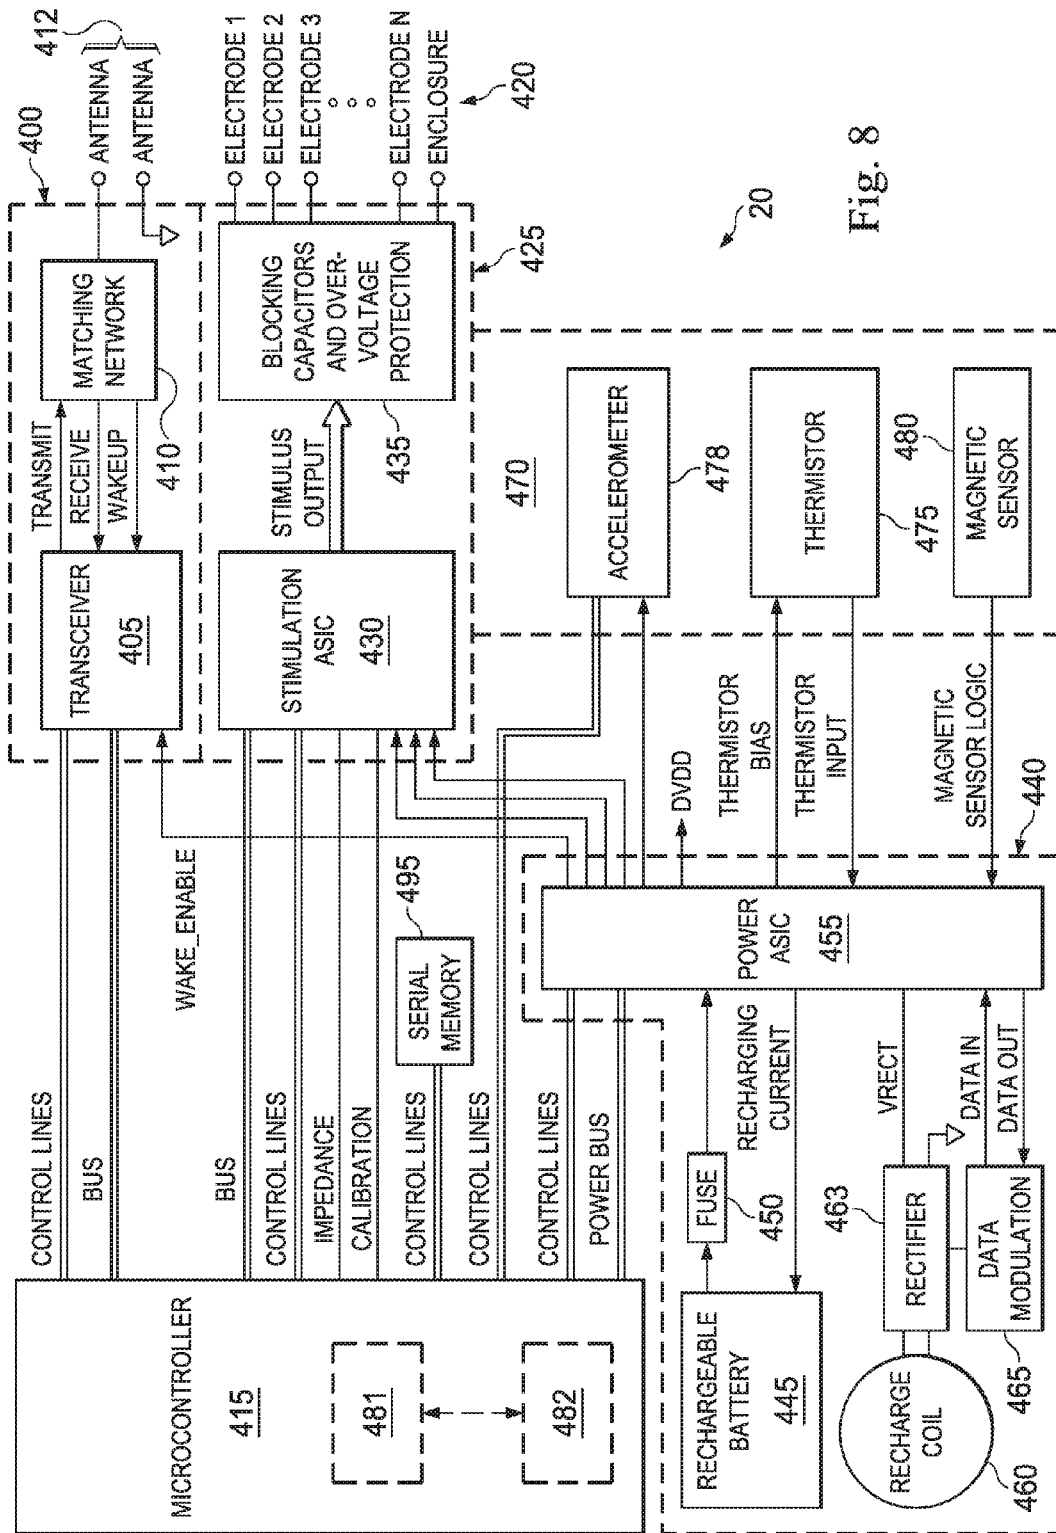 412
400
ANTENNA
ANTENNA
MATCHING
NETWORK
410
TRANSMIT
RECEIVE
WAKEUP
TRANSCEIVER
405
CONTROL LINES
BUS
WAKE_ENABLE
ELECTRODE 1
ELECTRODE 2
ELECTRODE 3
ELECTRODE N
ENCLOSURE
420
425
BLOCKING
CAPACITORS
AND OVER-
VOLTAGE
PROTECTION
435
STIMULUS
OUTPUT
STIMULATION
ASIC
430
BUS
CONTROL LINES
IMPEDANCE
CALIBRATION
CONTROL LINES
SERIAL
MEMORY
495
CONTROL LINES
CONTROL LINES
POWER BUS
MICROCONTROLLER
415
481
482
20
Fig. 8
470
ACCELEROMETER
478
THERMISTOR
475
MAGNETIC
SENSOR
480
DVDD
THERMISTOR
BIAS
THERMISTOR
INPUT
MAGNETIC
SENSOR LOGIC
440
POWER
ASIC
455
FUSE
450
RECHARGING
CURRENT
RECHARGEABLE
BATTERY
445
VRECT
DATA IN
DATA OUT
RECTIFIER
463
DATA
MODULATION
465
RECHARGE
COIL
460